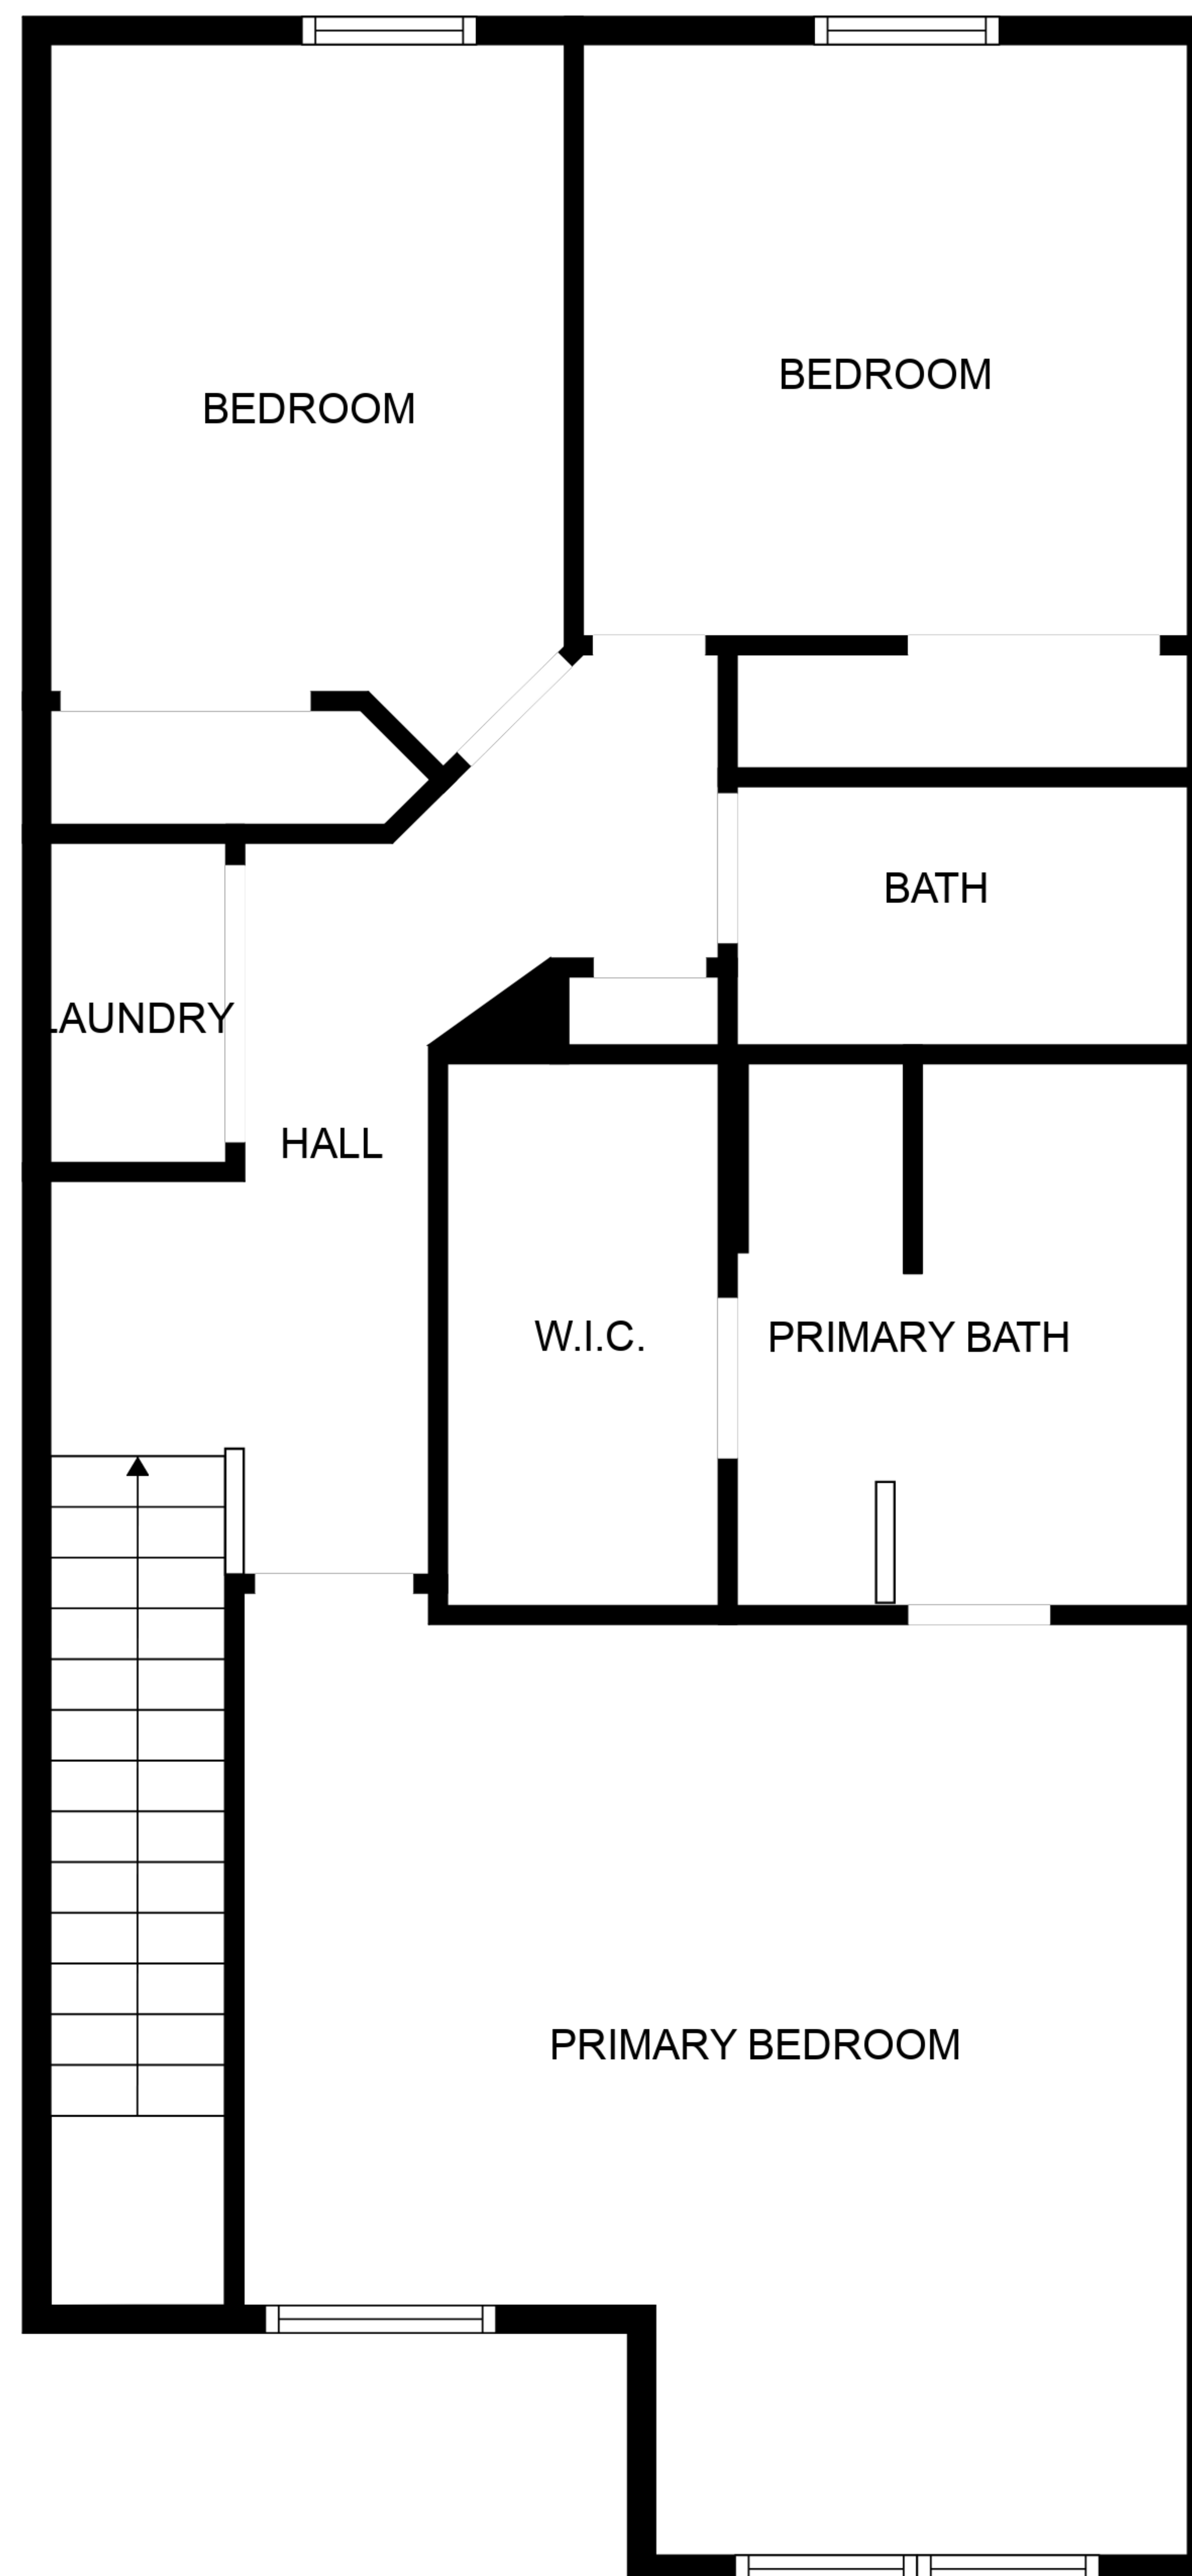 BEDROOM
BEDROOM
BATH
LAUNDRY
HALL
W.I.C.
PRIMARY BATH
PRIMARY BEDROOM